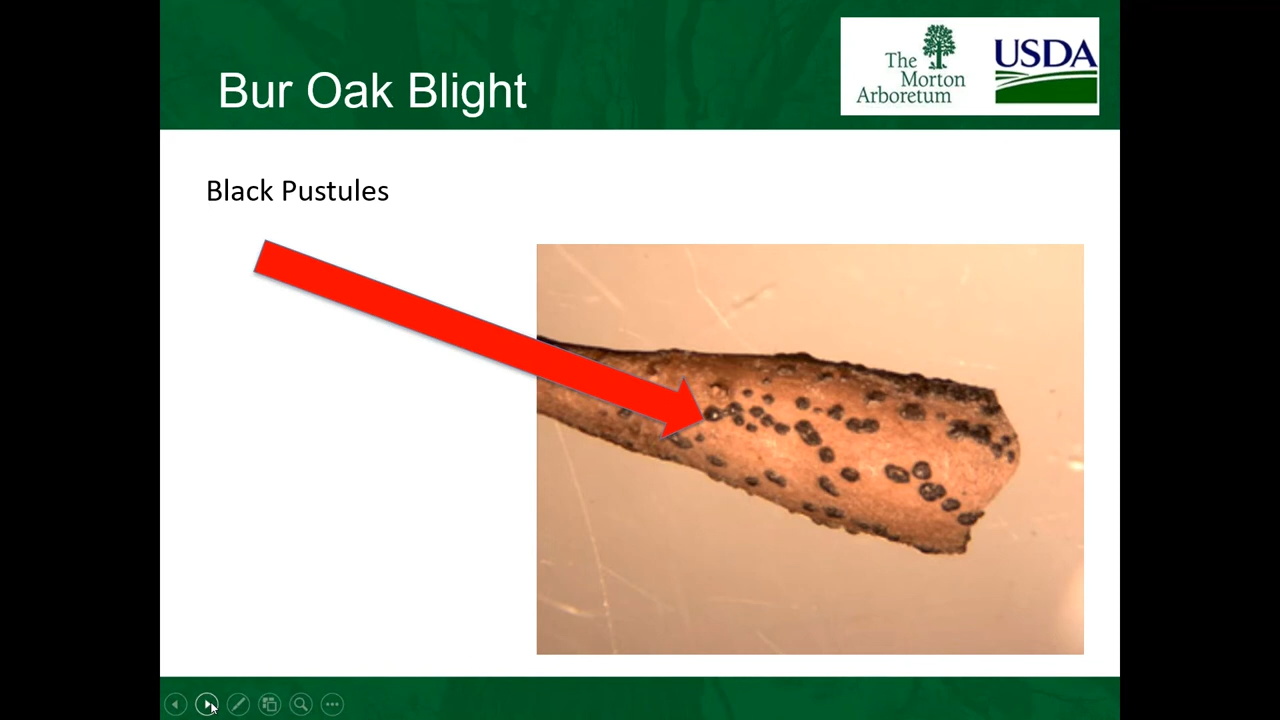 Bur Oak Blight
The
Morton
Arboretum
USDA
Black Pustules